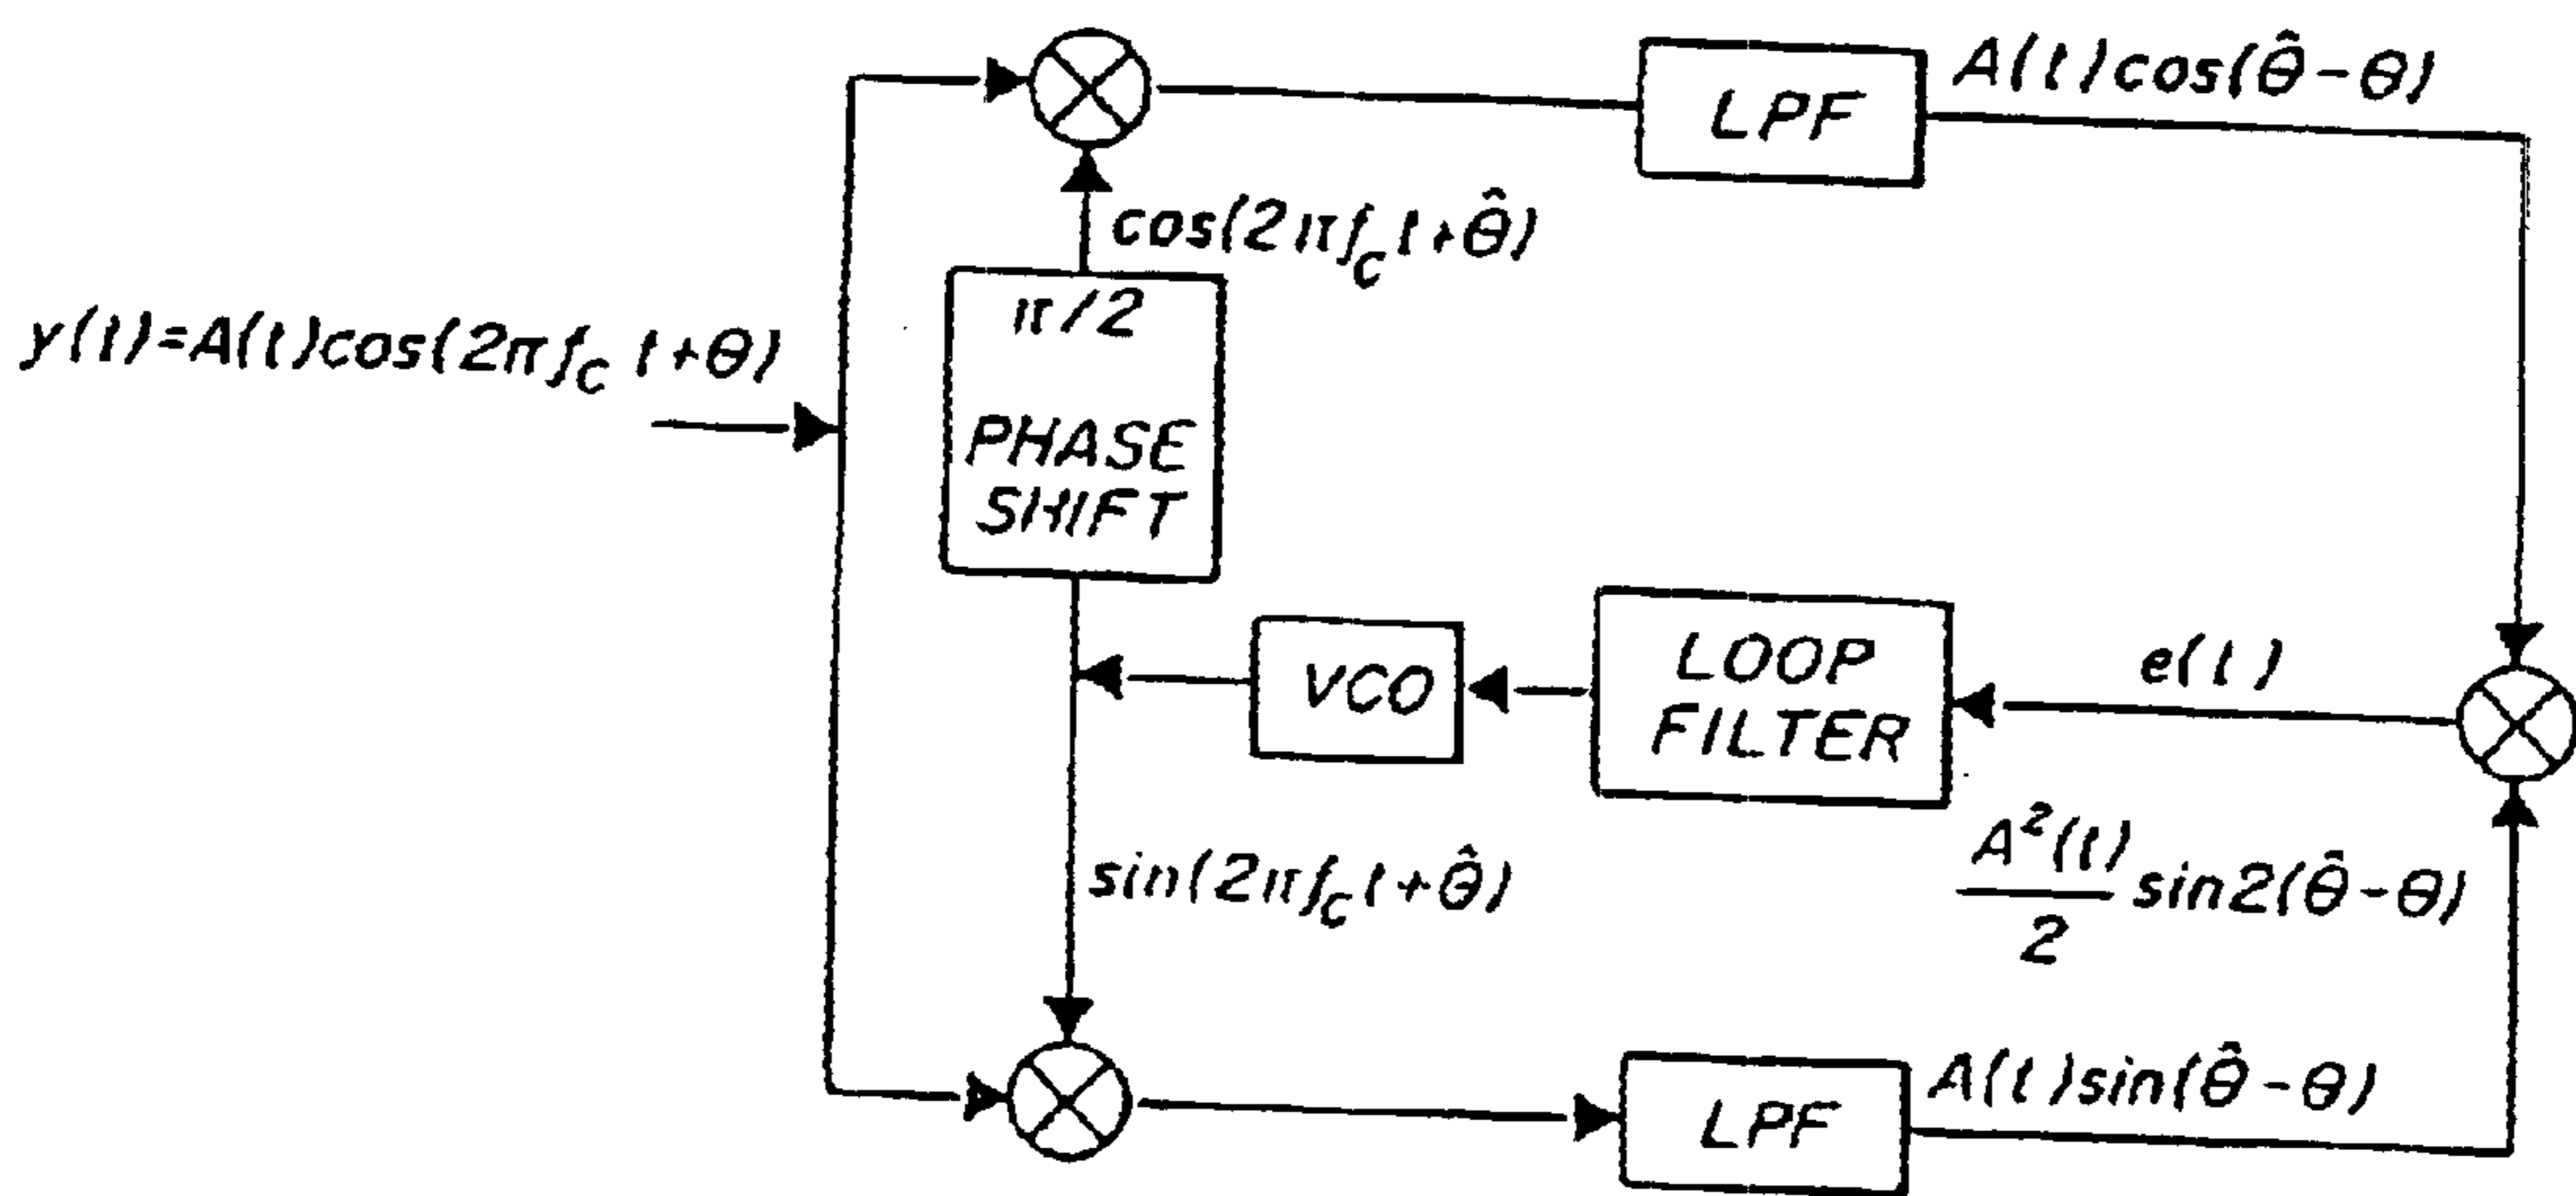 A(t)cos(θ̂-θ)
LPF
cos(2πf_c t+θ̂)
π/2
PHASE
SHIFT
y(t)=A(t)cos(2πf_c t+θ)
VCO
LOOP
FILTER
e(t)
A²(t)/2 sin2(θ̂-θ)
sin(2πf_c t+θ̂)
LPF
A(t)sin(θ̂-θ)